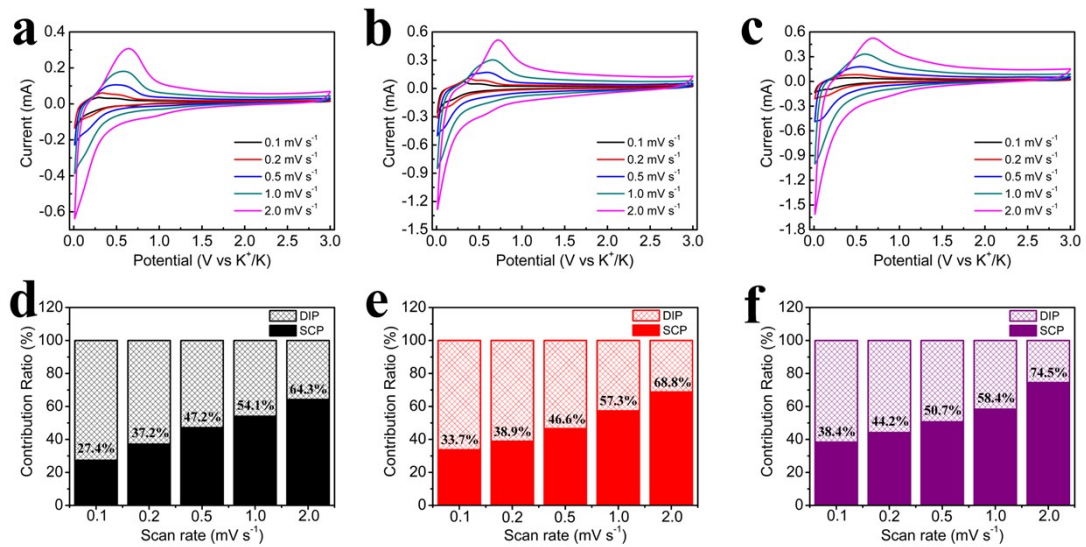 a
0.4
0.2
0.0
-0.2
-0.4
-0.6
Current (mA)
0.1 mV s⁻¹
0.2 mV s⁻¹
0.5 mV s⁻¹
1.0 mV s⁻¹
2.0 mV s⁻¹
0.0 0.5 1.0 1.5 2.0 2.5 3.0
Potential (V vs K⁺/K)
b
0.6
0.3
0.0
-0.3
-0.6
-0.9
-1.2
-1.5
Current (mA)
0.1 mV s⁻¹
0.2 mV s⁻¹
0.5 mV s⁻¹
1.0 mV s⁻¹
2.0 mV s⁻¹
0.0 0.5 1.0 1.5 2.0 2.5 3.0
Potential (V vs K⁺/K)
c
0.6
0.3
0.0
-0.3
-0.6
-0.9
-1.2
-1.5
-1.8
Current (mA)
0.1 mV s⁻¹
0.2 mV s⁻¹
0.5 mV s⁻¹
1.0 mV s⁻¹
2.0 mV s⁻¹
0.0 0.5 1.0 1.5 2.0 2.5 3.0
Potential (V vs K⁺/K)
d
120
100
80
60
40
20
0
Contribution Ratio (%)
DIP
SCP
27.4% 37.2% 47.2% 54.1% 64.3%
0.1 0.2 0.5 1.0 2.0
Scan rate (mV s⁻¹)
e
120
100
80
60
40
20
0
Contribution Ratio (%)
DIP
SCP
33.7% 38.9% 46.6% 57.3% 68.8%
0.1 0.2 0.5 1.0 2.0
Scan rate (mV s⁻¹)
f
120
100
80
60
40
20
0
Contribution Ratio (%)
DIP
SCP
38.4% 44.2% 50.7% 58.4% 74.5%
0.1 0.2 0.5 1.0 2.0
Scan rate (mV s⁻¹)